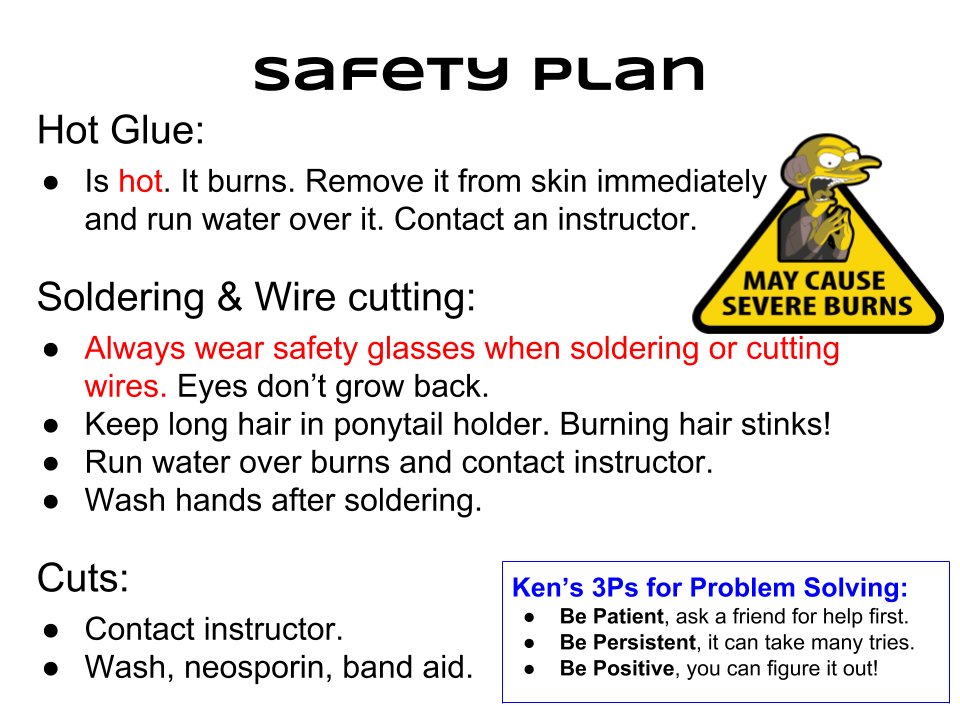 Safety Plan
Hot Glue:
● Is hot. It burns. Remove it from skin immediately
and run water over it. Contact an instructor.
MAY CAUSE
SEVERE BURNS
Soldering & Wire cutting:
● Always wear safety glasses when soldering or cutting
wires. Eyes don’t grow back.
● Keep long hair in ponytail holder. Burning hair stinks!
● Run water over burns and contact instructor.
● Wash hands after soldering.
Cuts:
● Contact instructor.
● Wash, neosporin, band aid.
Ken’s 3Ps for Problem Solving:
● Be Patient, ask a friend for help first.
● Be Persistent, it can take many tries.
● Be Positive, you can figure it out!